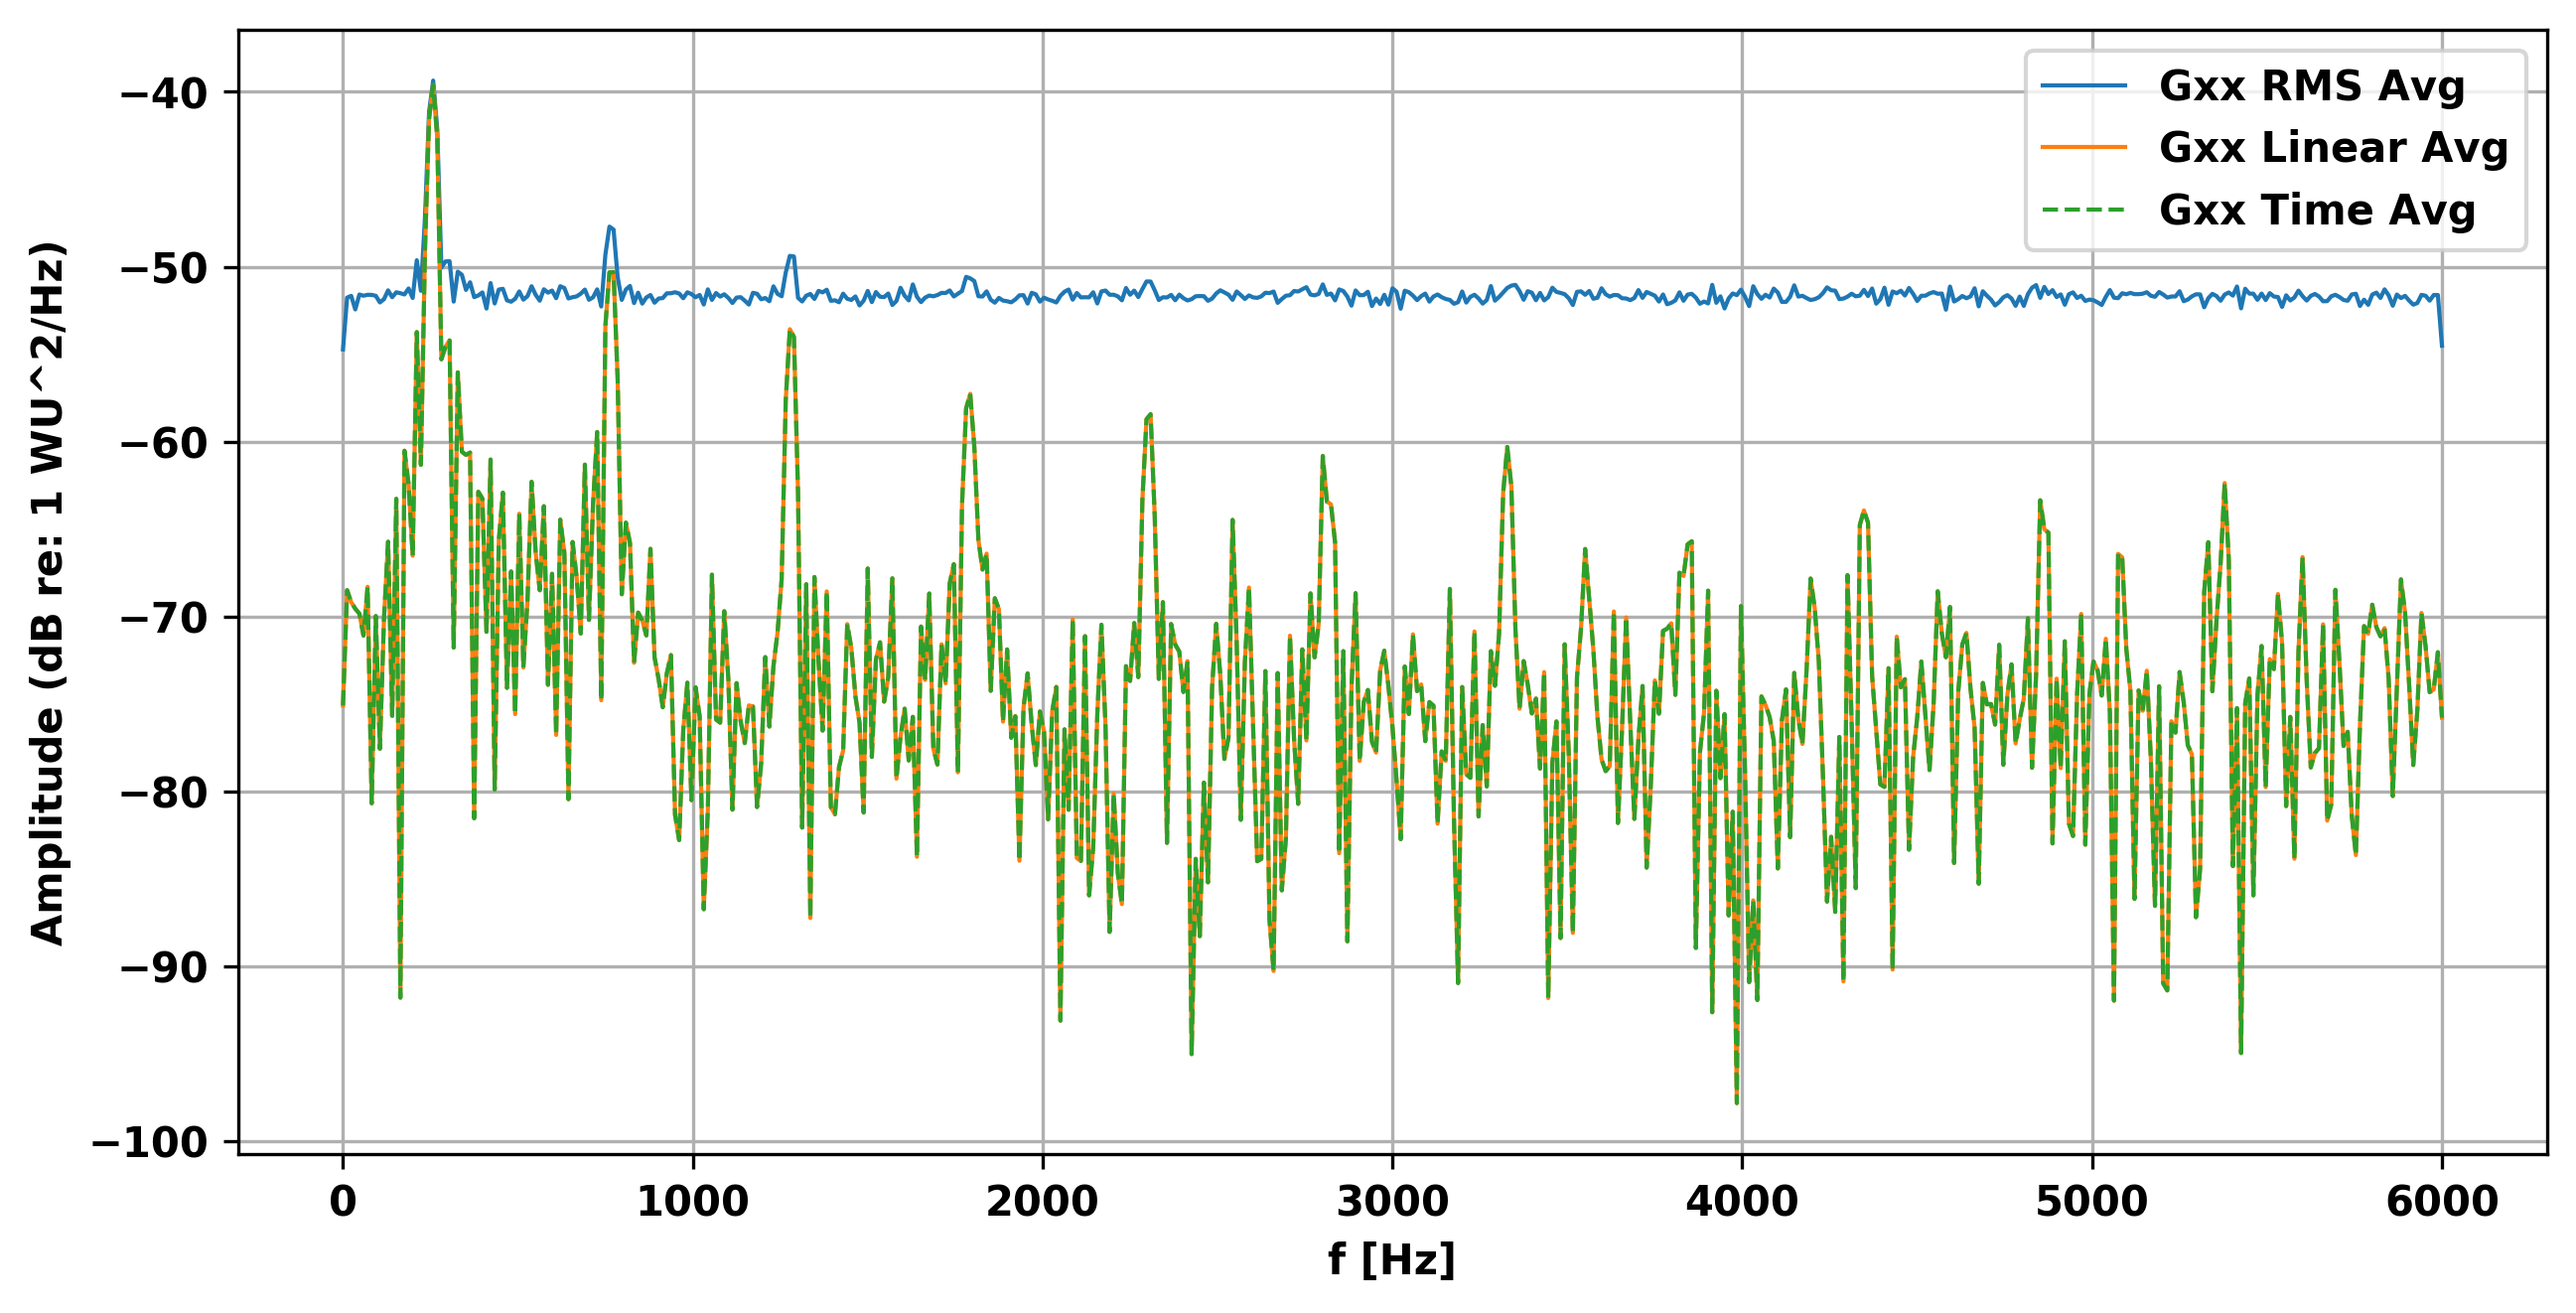 Amplitude (dB re: 1 WU^2/Hz)
−40
−50
−60
−70
−80
−90
−100
Gxx RMS Avg
Gxx Linear Avg
Gxx Time Avg
0 1000 2000 3000 4000 5000 6000
f [Hz]